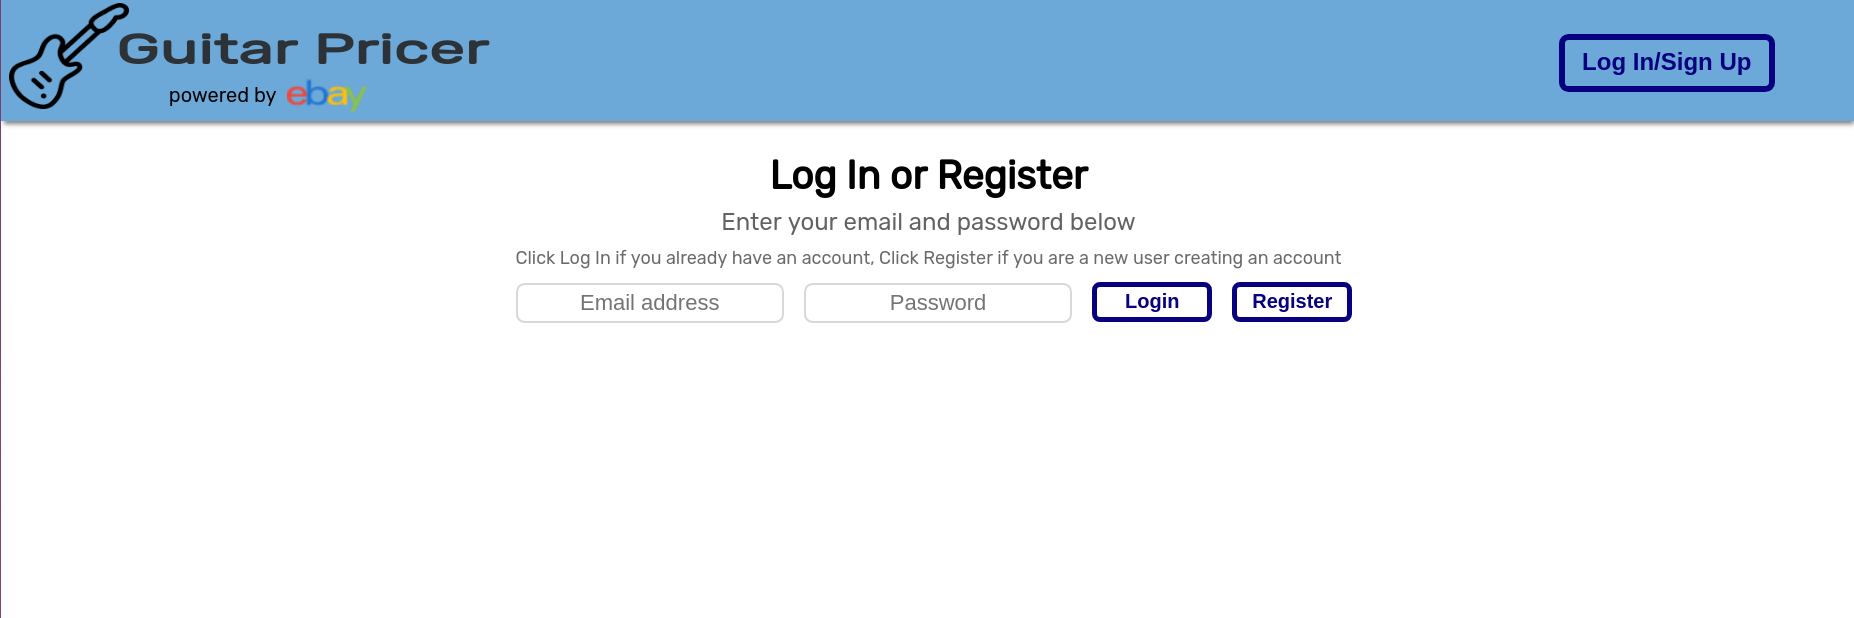 Guitar Pricer
powered by ebay
Log In/Sign Up
Log In or Register
Enter your email and password below
Click Log In if you already have an account, Click Register if you are a new user creating an account
Email address Password Login Register